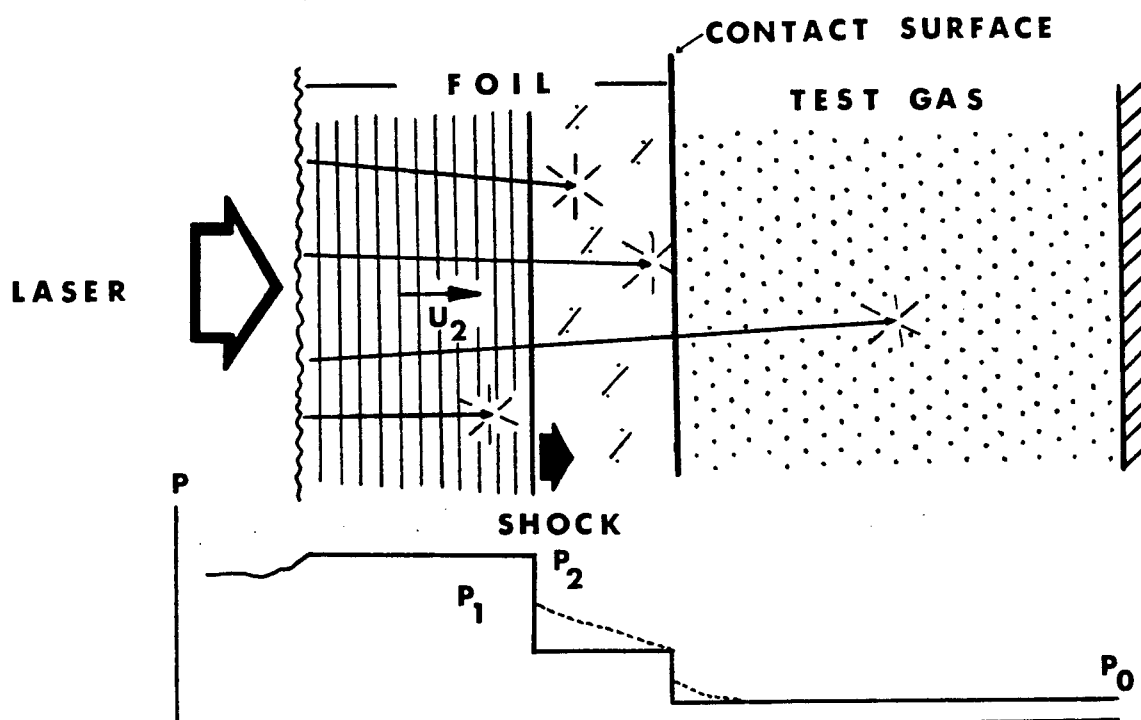 CONTACT SURFACE
FOIL
TEST GAS
LASER
U2
P
SHOCK
P2
P1
P0